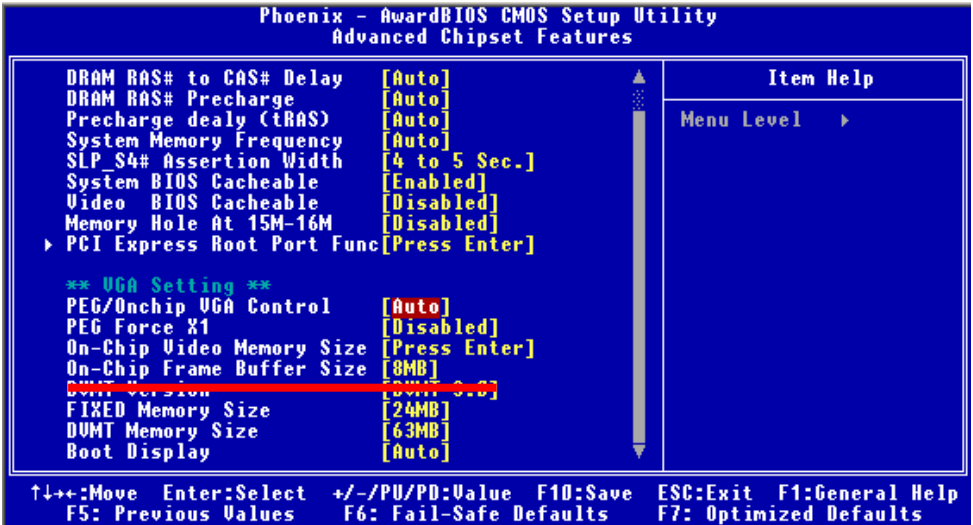 Phoenix - AwardBIOS CMOS Setup Utility
Advanced Chipset Features
DRAM RAS# to CAS# Delay [Auto]
DRAM RAS# Precharge [Auto]
Precharge dealy (tRAS) [Auto]
System Memory Frequency [Auto]
SLP_S4# Assertion Width [4 to 5 Sec.]
System BIOS Cacheable [Enabled]
Video BIOS Cacheable [Disabled]
Memory Hole At 15M-16M [Disabled]
PCI Express Root Port Func[Press Enter]
** VGA Setting **
PEG/Onchip VGA Control [Auto]
PEG Force X1 [Disabled]
On-Chip Video Memory Size [Press Enter]
On-Chip Frame Buffer Size [8MB]
DVMT Version [DVMT 3.0]
FIXED Memory Size [24MB]
DVMT Memory Size [63MB]
Boot Display [Auto]
Item Help
Menu Level
↑↓→←:Move Enter:Select +/-/PU/PD:Value F10:Save ESC:Exit F1:General Help
F5: Previous Values F6: Fail-Safe Defaults F7: Optimized Defaults